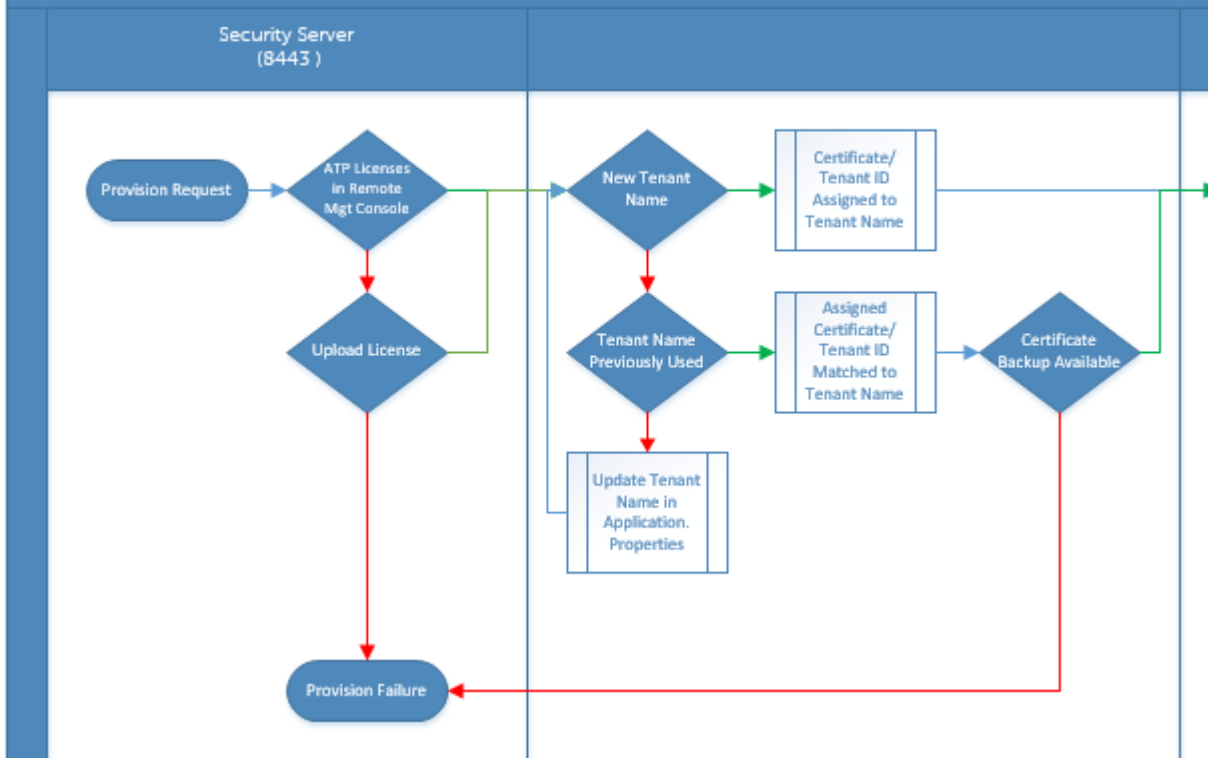 Security Server
(8443 )
Provision Request
ATP Licenses
in Remote
Mgt Console
New Tenant
Name
Certificate/
Tenant ID
Assigned to
Tenant Name
Upload License
Tenant Name
Previously Used
Assigned
Certificate/
Tenant ID
Matched to
Tenant Name
Certificate
Backup Available
Update Tenant
Name in
Application.
Properties
Provision Failure